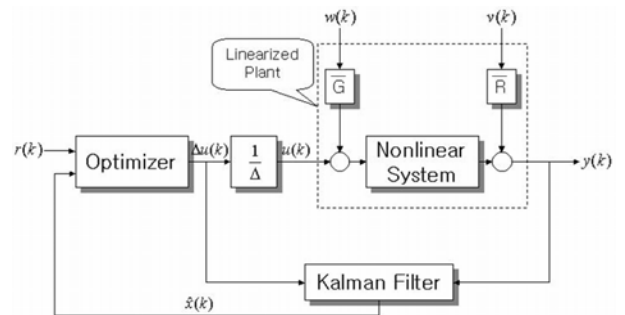 w(k)
v(k)
Linearized
Plant
G̅
R̅
r(k)
Optimizer
Δu(k)
1
Δ
u(k)
Nonlinear
System
y(k)
Kalman Filter
x̂(k)